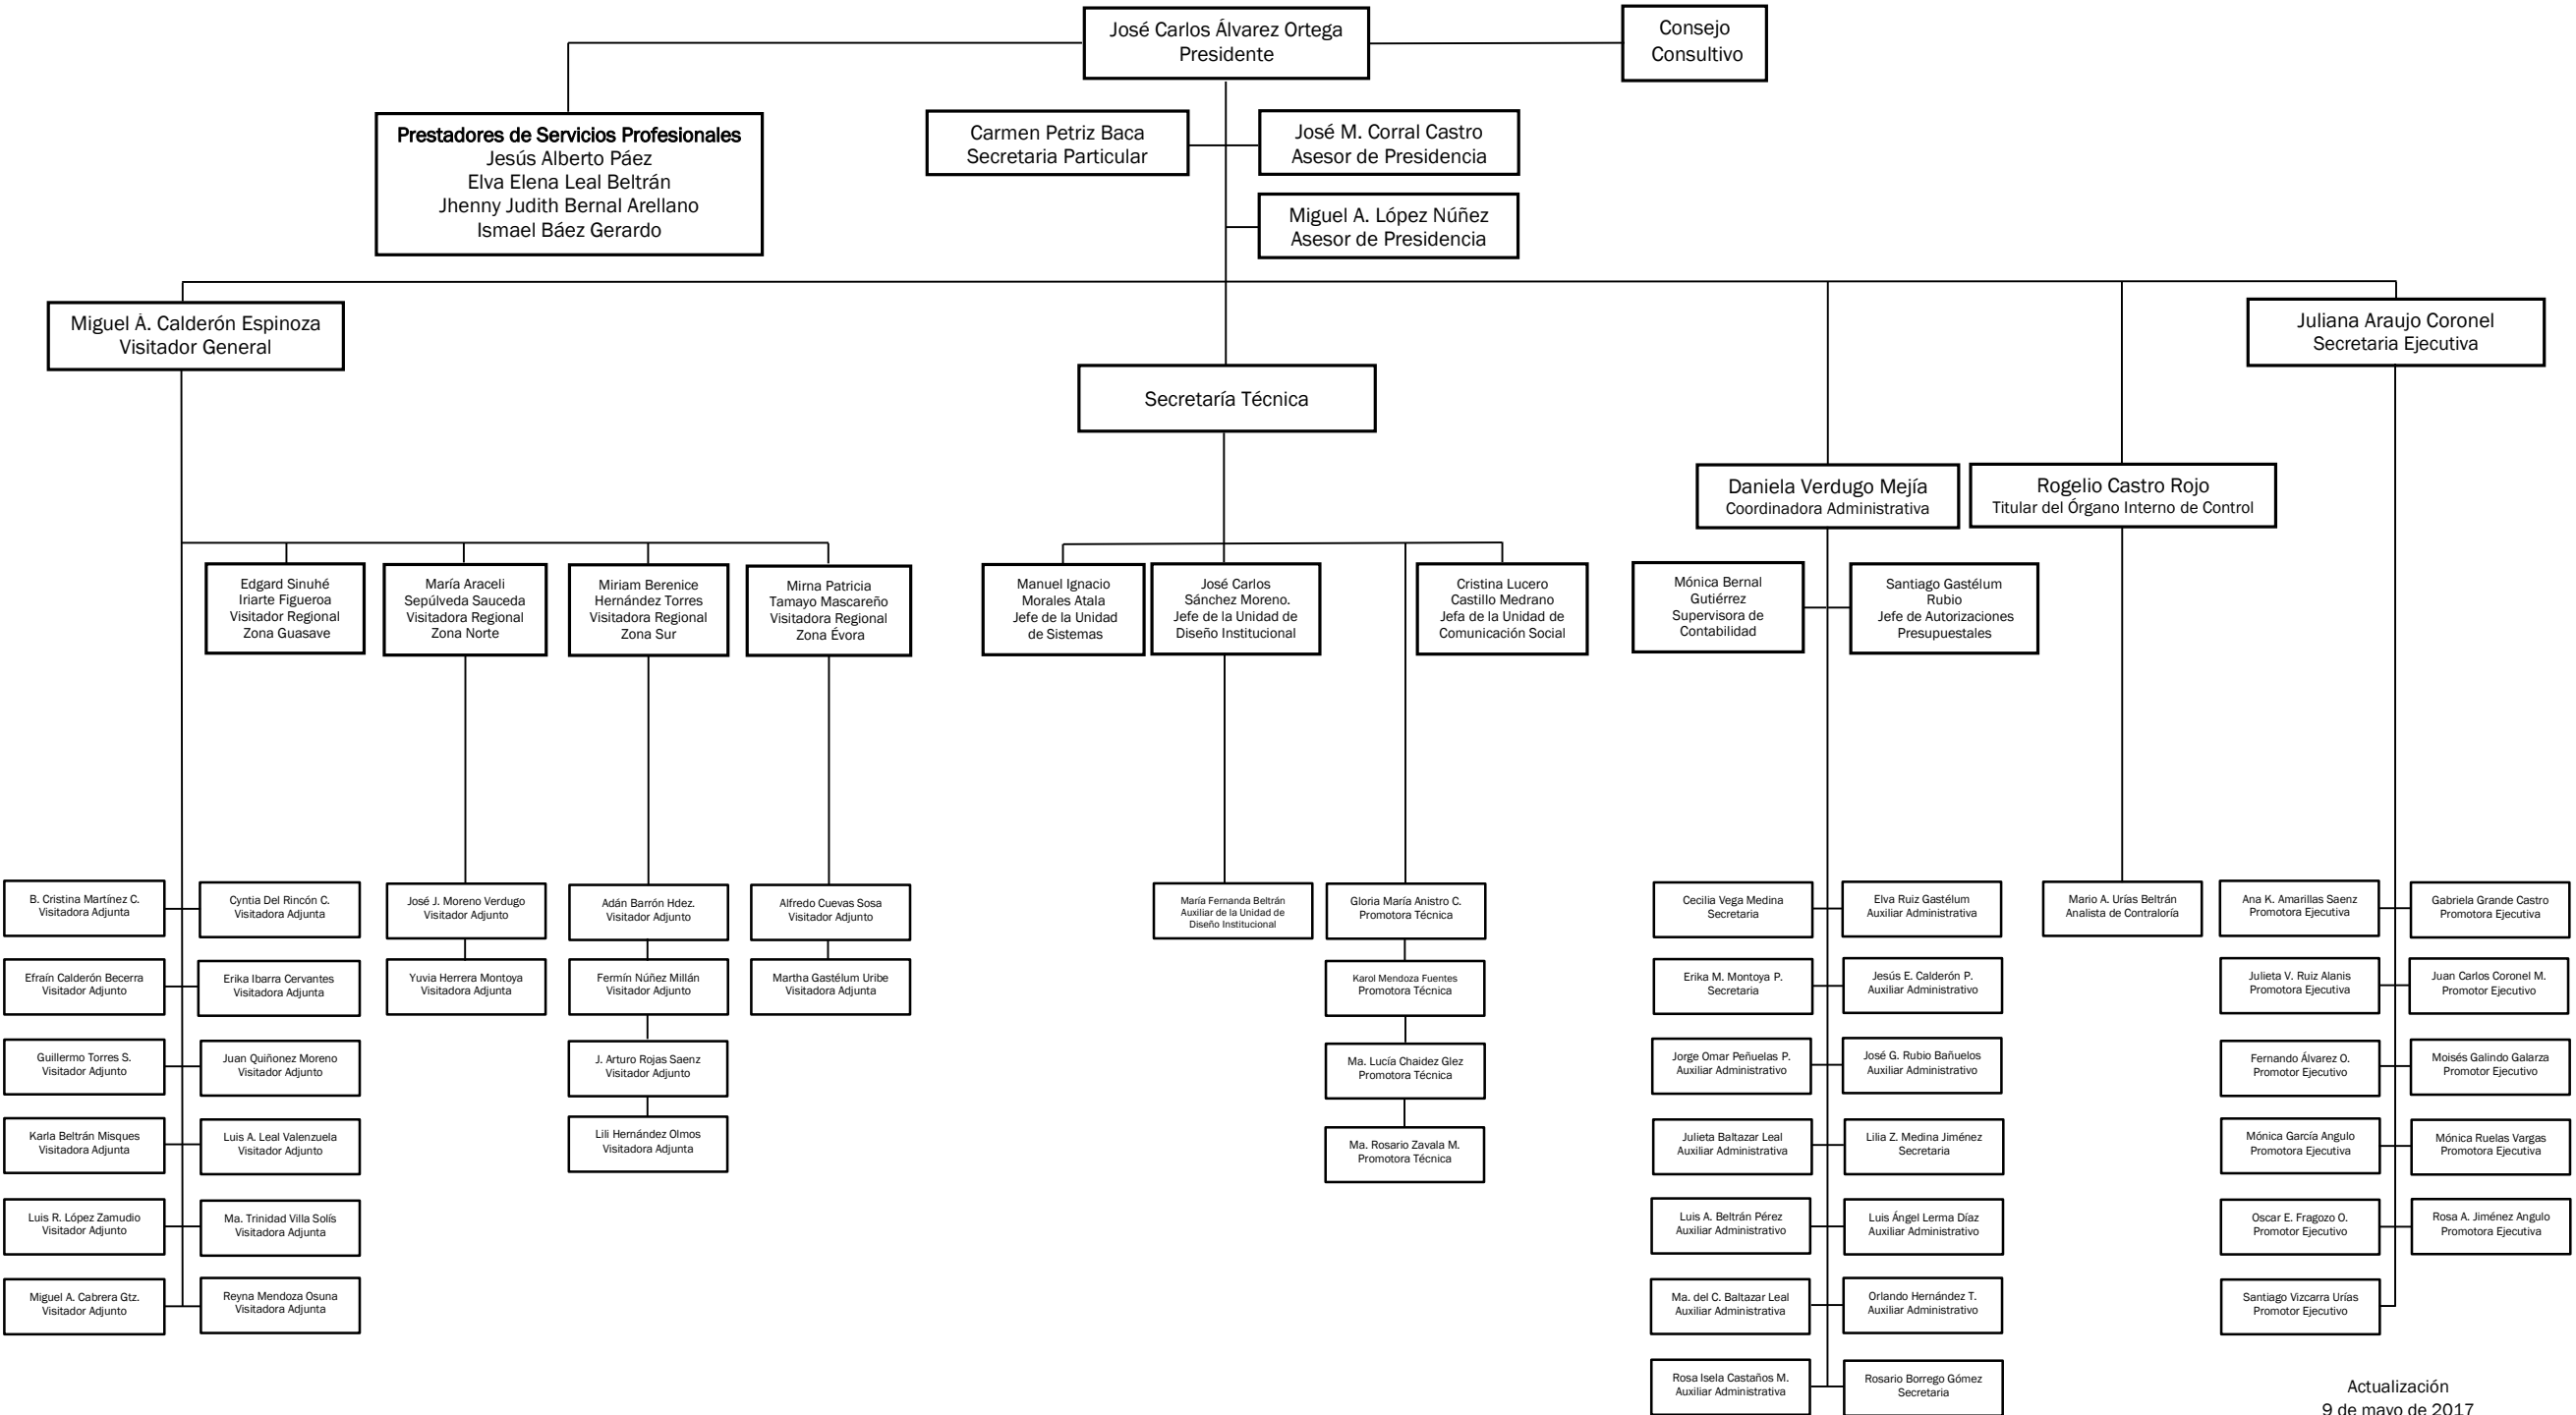 José Carlos Álvarez Ortega
Presidente
Consejo
Consultivo
Prestadores de Servicios Profesionales
Jesús Alberto Páez
Elva Elena Leal Beltrán
Jhenny Judith Bernal Arellano
Ismael Báez Gerardo
Carmen Petriz Baca
Secretaria Particular
José M. Corral Castro
Asesor de Presidencia
Miguel A. López Núñez
Asesor de Presidencia
Miguel Á. Calderón Espinoza
Visitador General
Juliana Araujo Coronel
Secretaria Ejecutiva
Secretaría Técnica
Daniela Verdugo Mejía
Coordinadora Administrativa
Rogelio Castro Rojo
Titular del Órgano Interno de Control
Edgard Sinuhé
Iriarte Figueroa
Visitador Regional
Zona Guasave
María Araceli
Sepúlveda Sauceda
Visitadora Regional
Zona Norte
Miriam Berenice
Hernández Torres
Visitadora Regional
Zona Sur
Mirna Patricia
Tamayo Mascareño
Visitadora Regional
Zona Évora
Manuel Ignacio
Morales Atala
Jefe de la Unidad
de Sistemas
José Carlos
Sánchez Moreno.
Jefe de la Unidad de
Diseño Institucional
Cristina Lucero
Castillo Medrano
Jefa de la Unidad de
Comunicación Social
Mónica Bernal
Gutiérrez
Supervisora de
Contabilidad
Santiago Gastélum
Rubio
Jefe de Autorizaciones
Presupuestales
B. Cristina Martínez C.
Visitadora Adjunta
Cyntia Del Rincón C.
Visitadora Adjunta
José J. Moreno Verdugo
Visitador Adjunto
Adán Barrón Hdez.
Visitador Adjunto
Alfredo Cuevas Sosa
Visitador Adjunto
María Fernanda Beltrán
Auxiliar de la Unidad de
Diseño Institucional
Gloria María Anistro C.
Promotora Técnica
Cecilia Vega Medina
Secretaria
Elva Ruiz Gastélum
Auxiliar Administrativa
Mario A. Urías Beltrán
Analista de Contraloría
Ana K. Amarillas Saenz
Promotora Ejecutiva
Gabriela Grande Castro
Promotora Ejecutiva
Efraín Calderón Becerra
Visitador Adjunto
Erika Ibarra Cervantes
Visitadora Adjunta
Yuvia Herrera Montoya
Visitadora Adjunta
Fermín Núñez Millán
Visitador Adjunto
Martha Gastélum Uribe
Visitadora Adjunta
Karol Mendoza Fuentes
Promotora Técnica
Erika M. Montoya P.
Secretaria
Jesús E. Calderón P.
Auxiliar Administrativo
Julieta V. Ruiz Alanis
Promotora Ejecutiva
Juan Carlos Coronel M.
Promotor Ejecutivo
Guillermo Torres S.
Visitador Adjunto
Juan Quiñonez Moreno
Visitador Adjunto
J. Arturo Rojas Saenz
Visitador Adjunto
Ma. Lucía Chaidez Glez
Promotora Técnica
Jorge Omar Peñuelas P.
Auxiliar Administrativo
José G. Rubio Bañuelos
Auxiliar Administrativo
Fernando Álvarez O.
Promotor Ejecutivo
Moisés Galindo Galarza
Promotor Ejecutivo
Karla Beltrán Misques
Visitadora Adjunta
Luis A. Leal Valenzuela
Visitador Adjunto
Lili Hernández Olmos
Visitadora Adjunta
Ma. Rosario Zavala M.
Promotora Técnica
Julieta Baltazar Leal
Auxiliar Administrativa
Lilia Z. Medina Jiménez
Secretaria
Mónica García Angulo
Promotora Ejecutiva
Mónica Ruelas Vargas
Promotora Ejecutiva
Luis R. López Zamudio
Visitador Adjunto
Ma. Trinidad Villa Solís
Visitadora Adjunta
Luis A. Beltrán Pérez
Auxiliar Administrativo
Luis Ángel Lerma Díaz
Auxiliar Administrativo
Oscar E. Fragozo O.
Promotor Ejecutivo
Rosa A. Jiménez Angulo
Promotora Ejecutiva
Miguel A. Cabrera Gtz.
Visitador Adjunto
Reyna Mendoza Osuna
Visitadora Adjunta
Ma. del C. Baltazar Leal
Auxiliar Administrativa
Orlando Hernández T.
Auxiliar Administrativo
Santiago Vizcarra Urías
Promotor Ejecutivo
Rosa Isela Castaños M.
Auxiliar Administrativa
Rosario Borrego Gómez
Secretaria
Actualización
9 de mayo de 2017